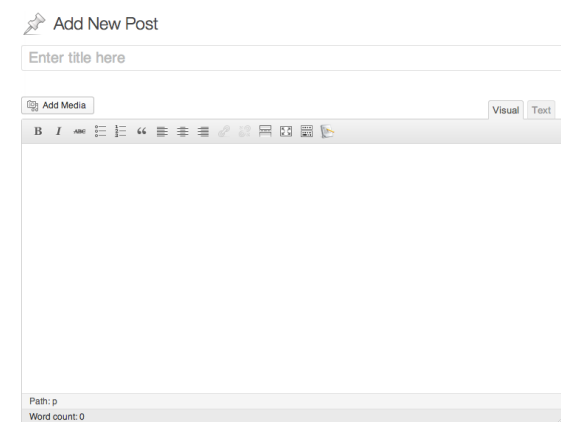 Add New Post
Enter title here
Add Media
Visual Text
B I ABC
Path: p
Word count: 0